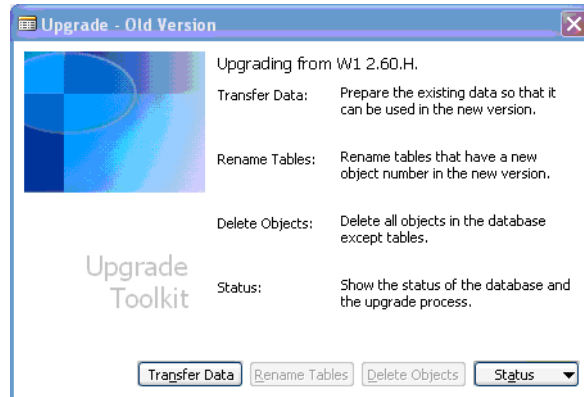 Upgrade - Old Version
Upgrading from W1 2.60.H.
Transfer Data: Prepare the existing data so that it
can be used in the new version.
Rename Tables: Rename tables that have a new
object number in the new version.
Delete Objects: Delete all objects in the database
except tables.
Upgrade
Toolkit
Status: Show the status of the database and
the upgrade process.
Transfer Data Rename Tables Delete Objects Status